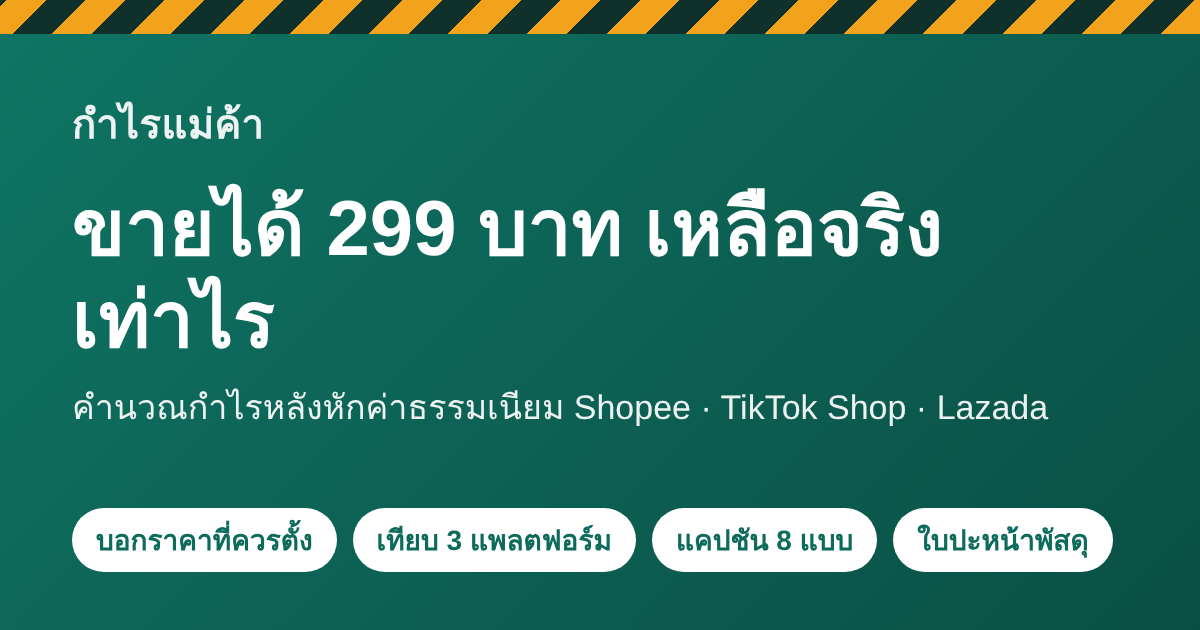 กำไรแม่ค้า
ขายได้ 299 บาท เหลือจริง
เท่าไร
คำนวณกำไรหลังหักค่าธรรมเนียม Shopee · TikTok Shop · Lazada
บอกราคาที่ควรตั้ง
เทียบ 3 แพลตฟอร์ม
แคปชัน 8 แบบ
ใบปะหน้าพัสดุ